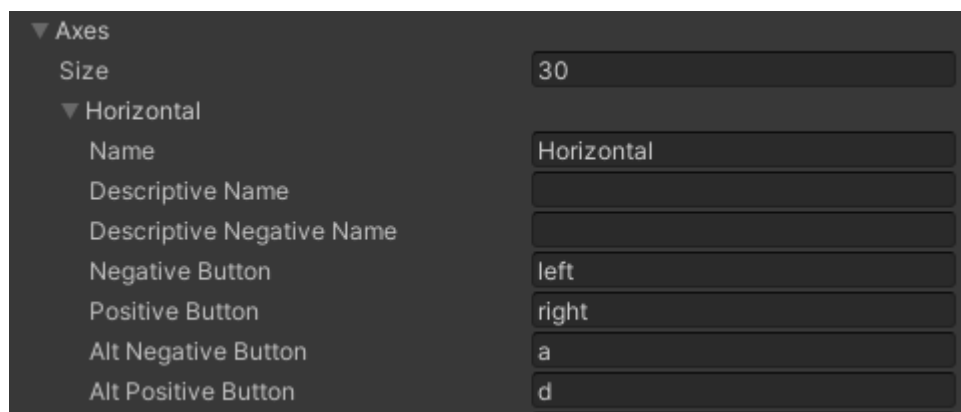 Axes
Size 30
Horizontal
Name Horizontal
Descriptive Name
Descriptive Negative Name
Negative Button left
Positive Button right
Alt Negative Button a
Alt Positive Button d